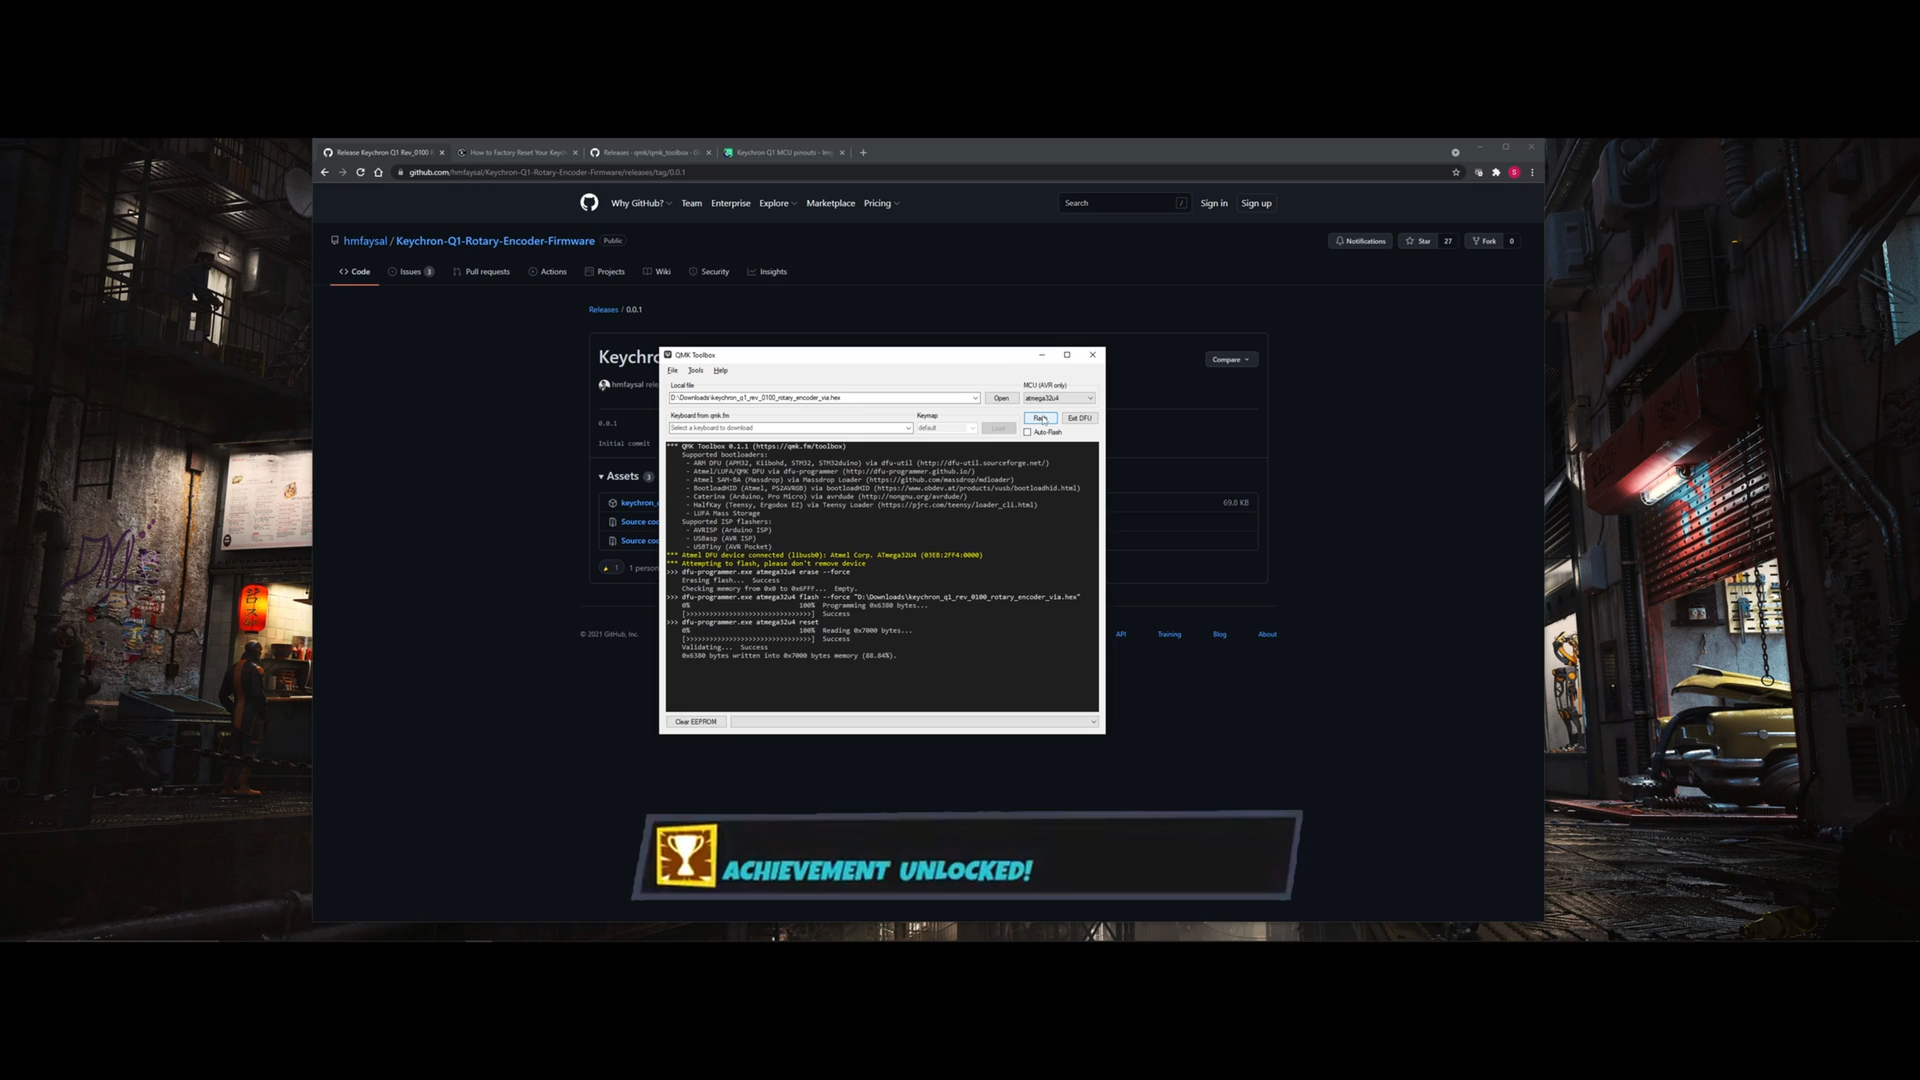 Release Keychron Q1 Rev_0100 F
How to Factory Reset Your Keych
Releases · qmk/qmk_toolbox · G
Keychron Q1 MCU pinouts - Img
github.com/hmfaysal/Keychron-Q1-Rotary-Encoder-Firmware/releases/tag/0.0.1
S
Why GitHub?
Team
Enterprise
Explore
Marketplace
Pricing
Search
/
Sign in
Sign up
hmfaysal / Keychron-Q1-Rotary-Encoder-Firmware
Public
Notifications
Star 27
Fork 0
<> Code
Issues 3
Pull requests
Actions
Projects
Wiki
Security
Insights
Releases / 0.0.1
Keychro
Compare
hmfaysal rele
0.0.1
Initial commit
Assets 3
keychron_
69.8 KB
Source cod
Source cod
1
1 person
© 2021 GitHub, Inc.
API
Training
Blog
About
QMK Toolbox
File Tools Help
Local file
MCU (AVR only)
D:\Downloads\keychron_q1_rev_0100_rotary_encoder_via.hex
Open
atmega32u4
Keyboard from qmk.fm
Keymap
Flash
Exit DFU
Select a keyboard to download
default
Load
Auto-Flash
*** QMK Toolbox 0.1.1 (https://qmk.fm/toolbox)
Supported bootloaders:
- ARM DFU (APM32, Kiibohd, STM32, STM32duino) via dfu-util (http://dfu-util.sourceforge.net/)
- Atmel/LUFA/QMK DFU via dfu-programmer (http://dfu-programmer.github.io/)
- Atmel SAM-BA (Massdrop) via Massdrop Loader (https://github.com/massdrop/mdloader)
- BootloadHID (Atmel, PS2AVRGB) via bootloadHID (https://www.obdev.at/products/vusb/bootloadhid.html)
- Caterina (Arduino, Pro Micro) via avrdude (http://nongnu.org/avrdude/)
- HalfKay (Teensy, Ergodox EZ) via Teensy Loader (https://pjrc.com/teensy/loader_cli.html)
- LUFA Mass Storage
Supported ISP flashers:
- AVRISP (Arduino ISP)
- USBasp (AVR ISP)
- USBTiny (AVR Pocket)
*** Atmel DFU device connected (libusb0): Atmel Corp. ATmega32U4 (03EB:2FF4:0000)
*** Attempting to flash, please don't remove device
>>> dfu-programmer.exe atmega32u4 erase --force
Erasing flash... Success
Checking memory from 0x0 to 0x6FFF... Empty.
>>> dfu-programmer.exe atmega32u4 flash --force "D:\Downloads\keychron_q1_rev_0100_rotary_encoder_via.hex"
0% 100% Programming 0x6380 bytes...
[>>>>>>>>>>>>>>>>>>>>>>>>>>>>>>>] Success
>>> dfu-programmer.exe atmega32u4 reset
0% 100% Reading 0x7000 bytes...
[>>>>>>>>>>>>>>>>>>>>>>>>>>>>>>>] Success
Validating... Success
0x6380 bytes written into 0x7000 bytes memory (88.84%).
Clear EEPROM
ACHIEVEMENT UNLOCKED!